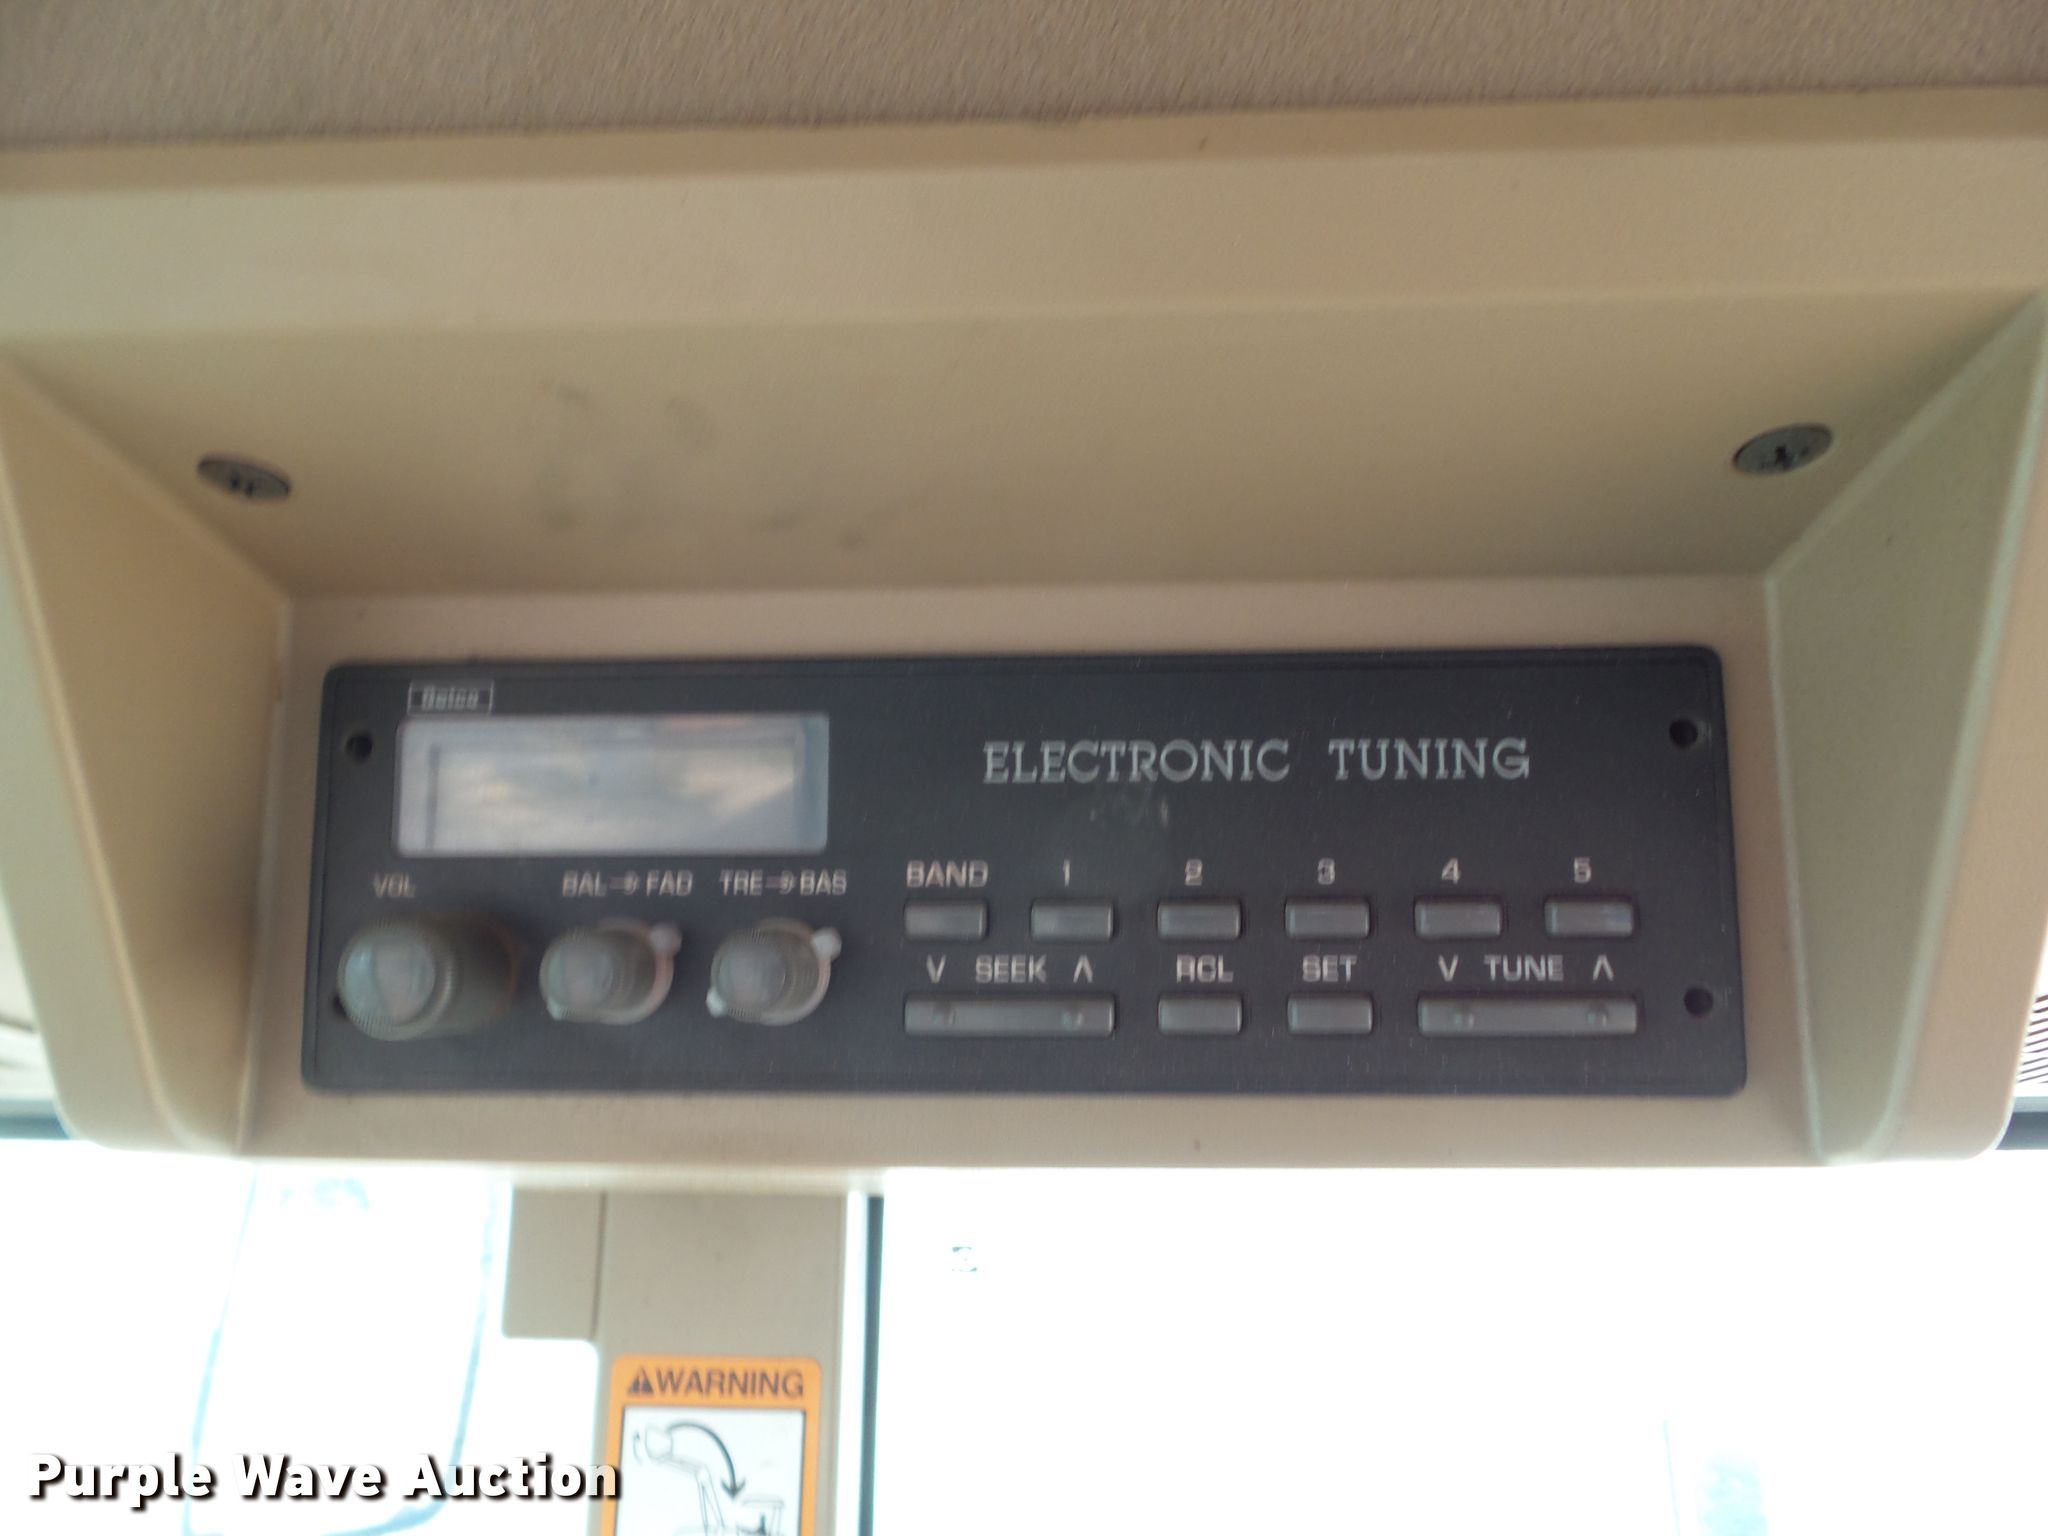 Delco
ELECTRONIC TUNING
VOL BAL FAD TRE BAS
BAND 1 2 3 4 5
V SEEK Λ RCL SET V TUNE Λ
WARNING
Purple Wave Auction